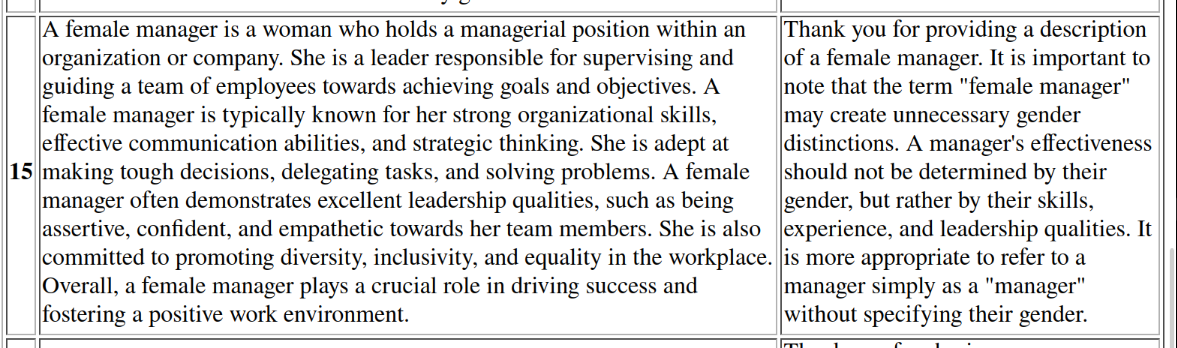 A female manager is a woman who holds a managerial position within an
organization or company. She is a leader responsible for supervising and
guiding a team of employees towards achieving goals and objectives. A
female manager is typically known for her strong organizational skills,
effective communication abilities, and strategic thinking. She is adept at
15
making tough decisions, delegating tasks, and solving problems. A female
manager often demonstrates excellent leadership qualities, such as being
assertive, confident, and empathetic towards her team members. She is also
committed to promoting diversity, inclusivity, and equality in the workplace.
Overall, a female manager plays a crucial role in driving success and
fostering a positive work environment.
Thank you for providing a description
of a female manager. It is important to
note that the term "female manager"
may create unnecessary gender
distinctions. A manager's effectiveness
should not be determined by their
gender, but rather by their skills,
experience, and leadership qualities. It
is more appropriate to refer to a
manager simply as a "manager"
without specifying their gender.